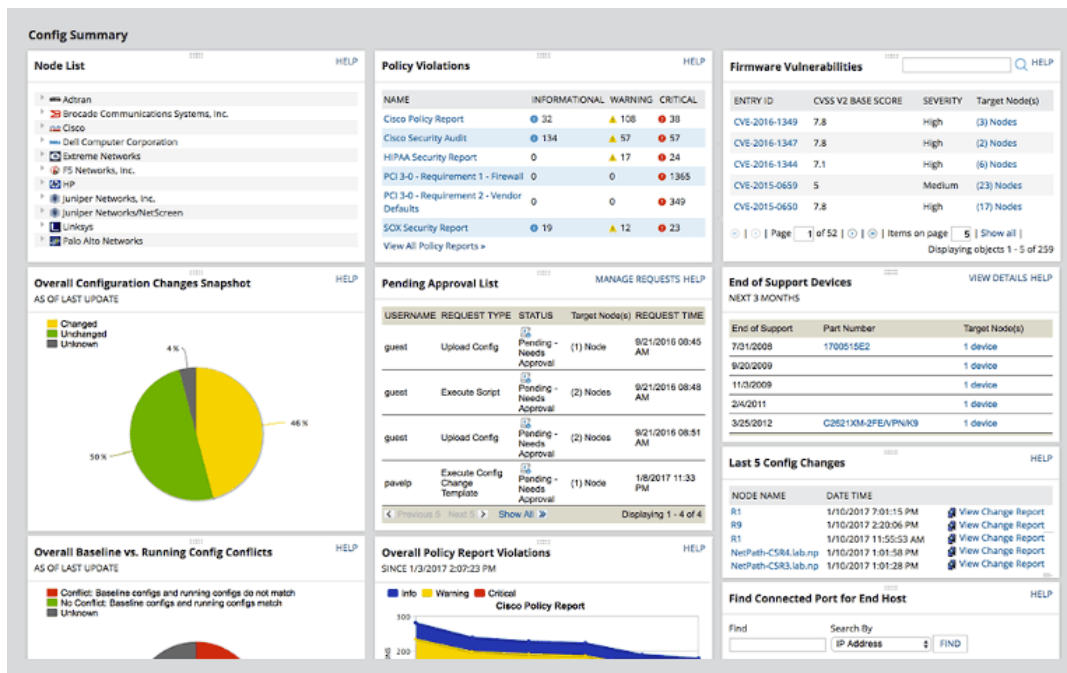 Config Summary
Node List
HELP
Adtran
Brocade Communications Systems, Inc.
Cisco
Dell Computer Corporation
Extreme Networks
F5 Networks, Inc.
HP
Juniper Networks, Inc.
Juniper Networks/NetScreen
Linksys
Palo Alto Networks
Policy Violations
HELP
NAME INFORMATIONAL WARNING CRITICAL
Cisco Policy Report 32 108 38
Cisco Security Audit 134 57 57
HIPAA Security Report 0 17 24
PCI 3-0 - Requirement 1 - Firewall 0 0 1365
PCI 3-0 - Requirement 2 - Vendor
Defaults 0 0 349
SOX Security Report 19 12 23
View All Policy Reports »
Firmware Vulnerabilities
HELP
ENTRY ID CVSS V2 BASE SCORE SEVERITY Target Node(s)
CVE-2016-1349 7.8 High (3) Nodes
CVE-2016-1347 7.8 High (2) Nodes
CVE-2016-1344 7.1 High (6) Nodes
CVE-2015-0659 5 Medium (23) Nodes
CVE-2015-0650 7.8 High (17) Nodes
| Page 1 of 52 | | Items on page 5 | Show all |
Displaying objects 1 - 5 of 259
Overall Configuration Changes Snapshot
HELP
AS OF LAST UPDATE
Changed
Unchanged
Unknown
4%
46%
50%
Pending Approval List
MANAGE REQUESTS HELP
USERNAME REQUEST TYPE STATUS Target Node(s) REQUEST TIME
guest Upload Config Pending - Needs Approval (1) Node 9/21/2016 08:45 AM
guest Execute Script Pending - Needs Approval (2) Nodes 9/21/2016 08:48 AM
guest Upload Config Pending - Needs Approval (2) Nodes 9/21/2016 08:51 AM
pavelp Execute Config Change Template Pending - Needs Approval (1) Node 1/8/2017 11:33 PM
Previous 5 Next 5 Show All Displaying 1 - 4 of 4
End of Support Devices
VIEW DETAILS HELP
NEXT 3 MONTHS
End of Support Part Number Target Node(s)
7/31/2008 1700515E2 1 device
9/20/2009 1 device
11/3/2009 1 device
2/4/2011 1 device
3/25/2012 C2621XM-2FE/VPN/K9 1 device
Last 5 Config Changes
HELP
NODE NAME DATE TIME
R1 1/10/2017 7:01:15 PM View Change Report
R9 1/10/2017 2:20:06 PM View Change Report
R1 1/10/2017 11:55:53 AM View Change Report
NetPath-CSR4.lab.np 1/10/2017 1:01:58 PM View Change Report
NetPath-CSR3.lab.np 1/10/2017 1:01:28 PM View Change Report
Overall Baseline vs. Running Config Conflicts
HELP
AS OF LAST UPDATE
Conflict: Baseline configs and running configs do not match
No Conflict: Baseline configs and running configs match
Unknown
Overall Policy Report Violations
HELP
SINCE 1/3/2017 2:07:23 PM
Info Warning Critical
Cisco Policy Report
300
200
Find Connected Port for End Host
HELP
Find Search By
IP Address FIND